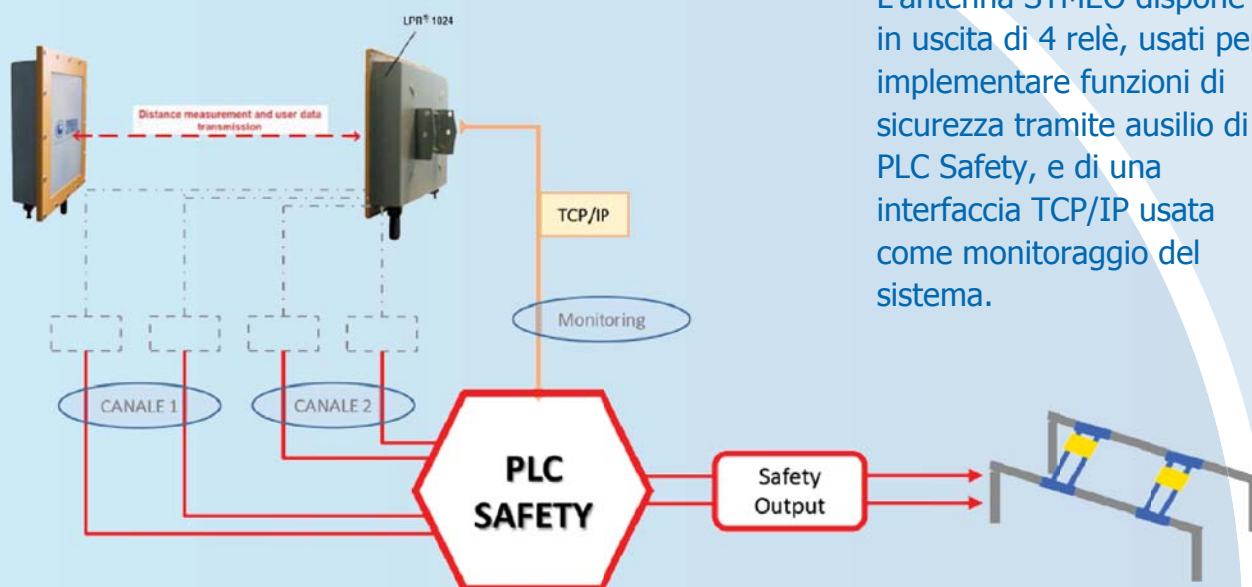 L'antenna SYMEO dispone
in uscita di 4 relè, usati pe
implementare funzioni di
sicurezza tramite ausilio di
PLC Safety, e di una
interfaccia TCP/IP usata
come monitoraggio del
sistema.
LPR® 1024
Distance measurement and user data
transmission
TCP/IP
Monitoring
CANALE 1
CANALE 2
PLC
SAFETY
Safety
Output